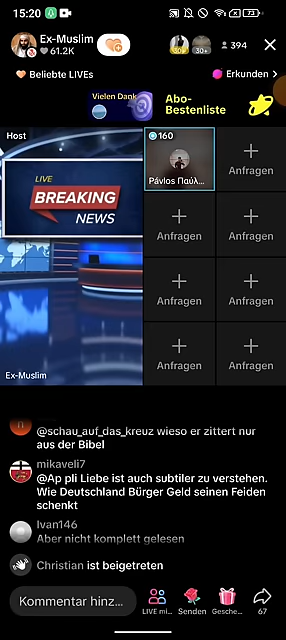 15:20
73
Ex-Muslim
61.2K
30+
394
Beliebte LIVEs
Erkunden >
Vielen Dank
Abo-
Bestenliste
Host
LIVE
BREAKING
NEWS
Ex-Muslim
160
Pávlos Παύλ...
Anfragen
Anfragen
Anfragen
Anfragen
Anfragen
Anfragen
Anfragen
@schau_auf_das_kreuz wieso er zittert nur
aus der Bibel
mikaveli7
@Ap pli Liebe ist auch subtiler zu verstehen.
Wie Deutschland Bürger Geld seinen Feiden
schenkt
Ivan146
Aber nicht komplett gelesen
Christian ist beigetreten
Kommentar hinz...
LIVE mi...
Senden
Gesche...
67